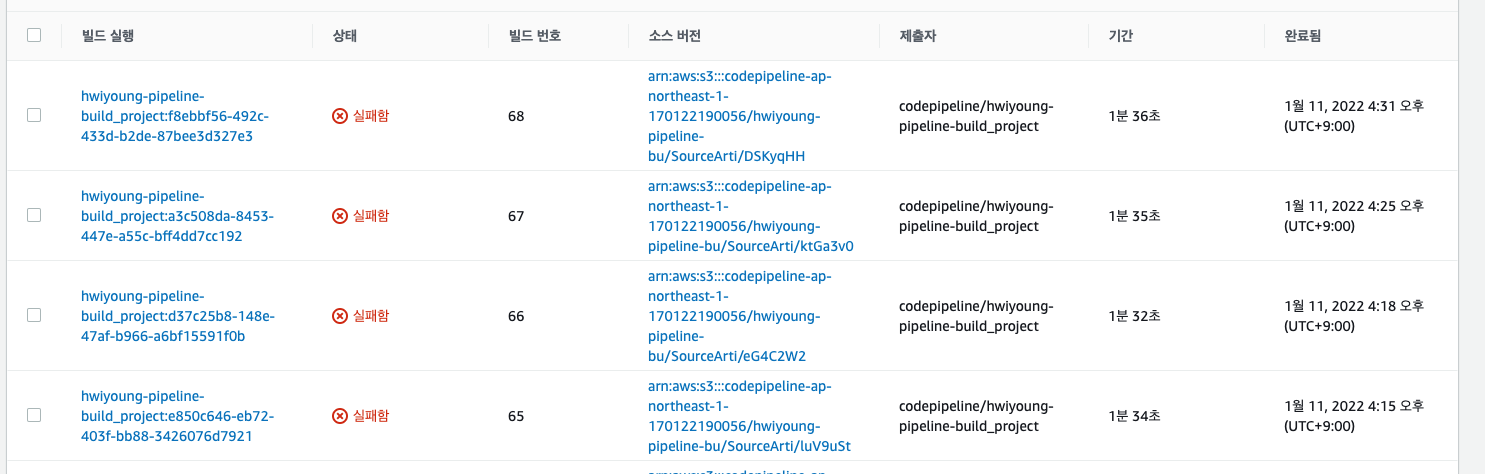 빌드 실행 상태 빌드 번호 소스 버전 제출자 기간 완료됨
hwiyoung-pipeline-
build_project:f8ebbf56-492c-
433d-b2de-87bee3d327e3
실패함
68
arn:aws:s3:::codepipeline-ap-
northeast-1-
170122190056/hwiyoung-
pipeline-
bu/SourceArti/DSKyqHH
codepipeline/hwiyoung-
pipeline-build_project
1분 36초
1월 11, 2022 4:31 오후
(UTC+9:00)
hwiyoung-pipeline-
build_project:a3c508da-8453-
447e-a55c-bff4dd7cc192
실패함
67
arn:aws:s3:::codepipeline-ap-
northeast-1-
170122190056/hwiyoung-
pipeline-bu/SourceArti/ktGa3v0
codepipeline/hwiyoung-
pipeline-build_project
1분 35초
1월 11, 2022 4:25 오후
(UTC+9:00)
hwiyoung-pipeline-
build_project:d37c25b8-148e-
47af-b966-a6bf15591f0b
실패함
66
arn:aws:s3:::codepipeline-ap-
northeast-1-
170122190056/hwiyoung-
pipeline-
bu/SourceArti/eG4C2W2
codepipeline/hwiyoung-
pipeline-build_project
1분 32초
1월 11, 2022 4:18 오후
(UTC+9:00)
hwiyoung-pipeline-
build_project:e850c646-eb72-
403f-bb88-3426076d7921
실패함
65
arn:aws:s3:::codepipeline-ap-
northeast-1-
170122190056/hwiyoung-
pipeline-bu/SourceArti/luV9uSt
codepipeline/hwiyoung-
pipeline-build_project
1분 34초
1월 11, 2022 4:15 오후
(UTC+9:00)